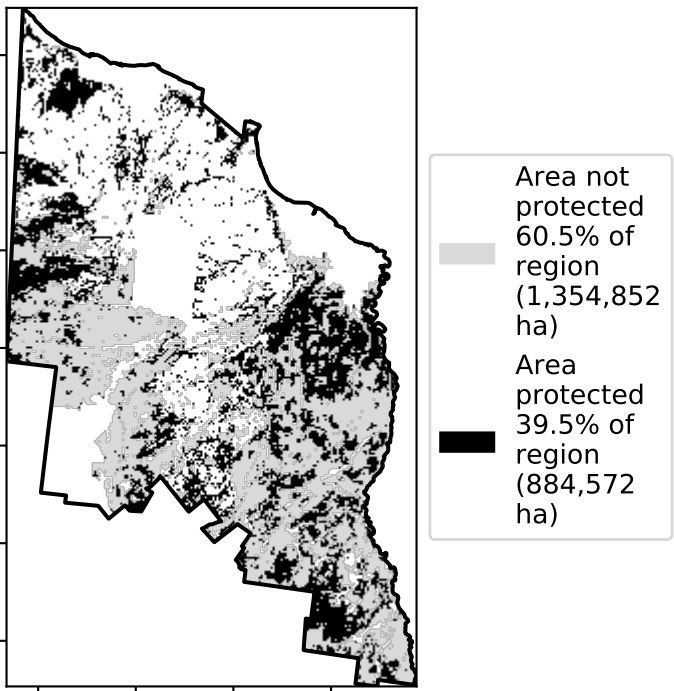 Area not
protected
60.5% of
region
(1,354,852
ha)
Area
protected
39.5% of
region
(884,572
ha)